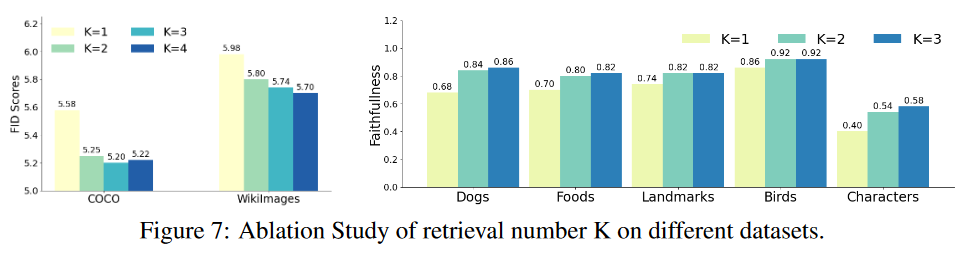 FID Scores
6.2
6.0
5.8
5.6
5.4
5.2
5.0
K=1 K=3
K=2 K=4
5.58
5.25
5.20
5.22
5.98
5.80
5.74
5.70
COCO WikiImages
Faithfullness
1.2
1.0
0.8
0.6
0.4
0.2
0.0
K=1 K=2 K=3
0.68 0.84 0.86
0.70 0.80 0.82
0.74 0.82 0.82
0.86 0.92 0.92
0.40 0.54 0.58
Dogs Foods Landmarks Birds Characters
Figure 7: Ablation Study of retrieval number K on different datasets.